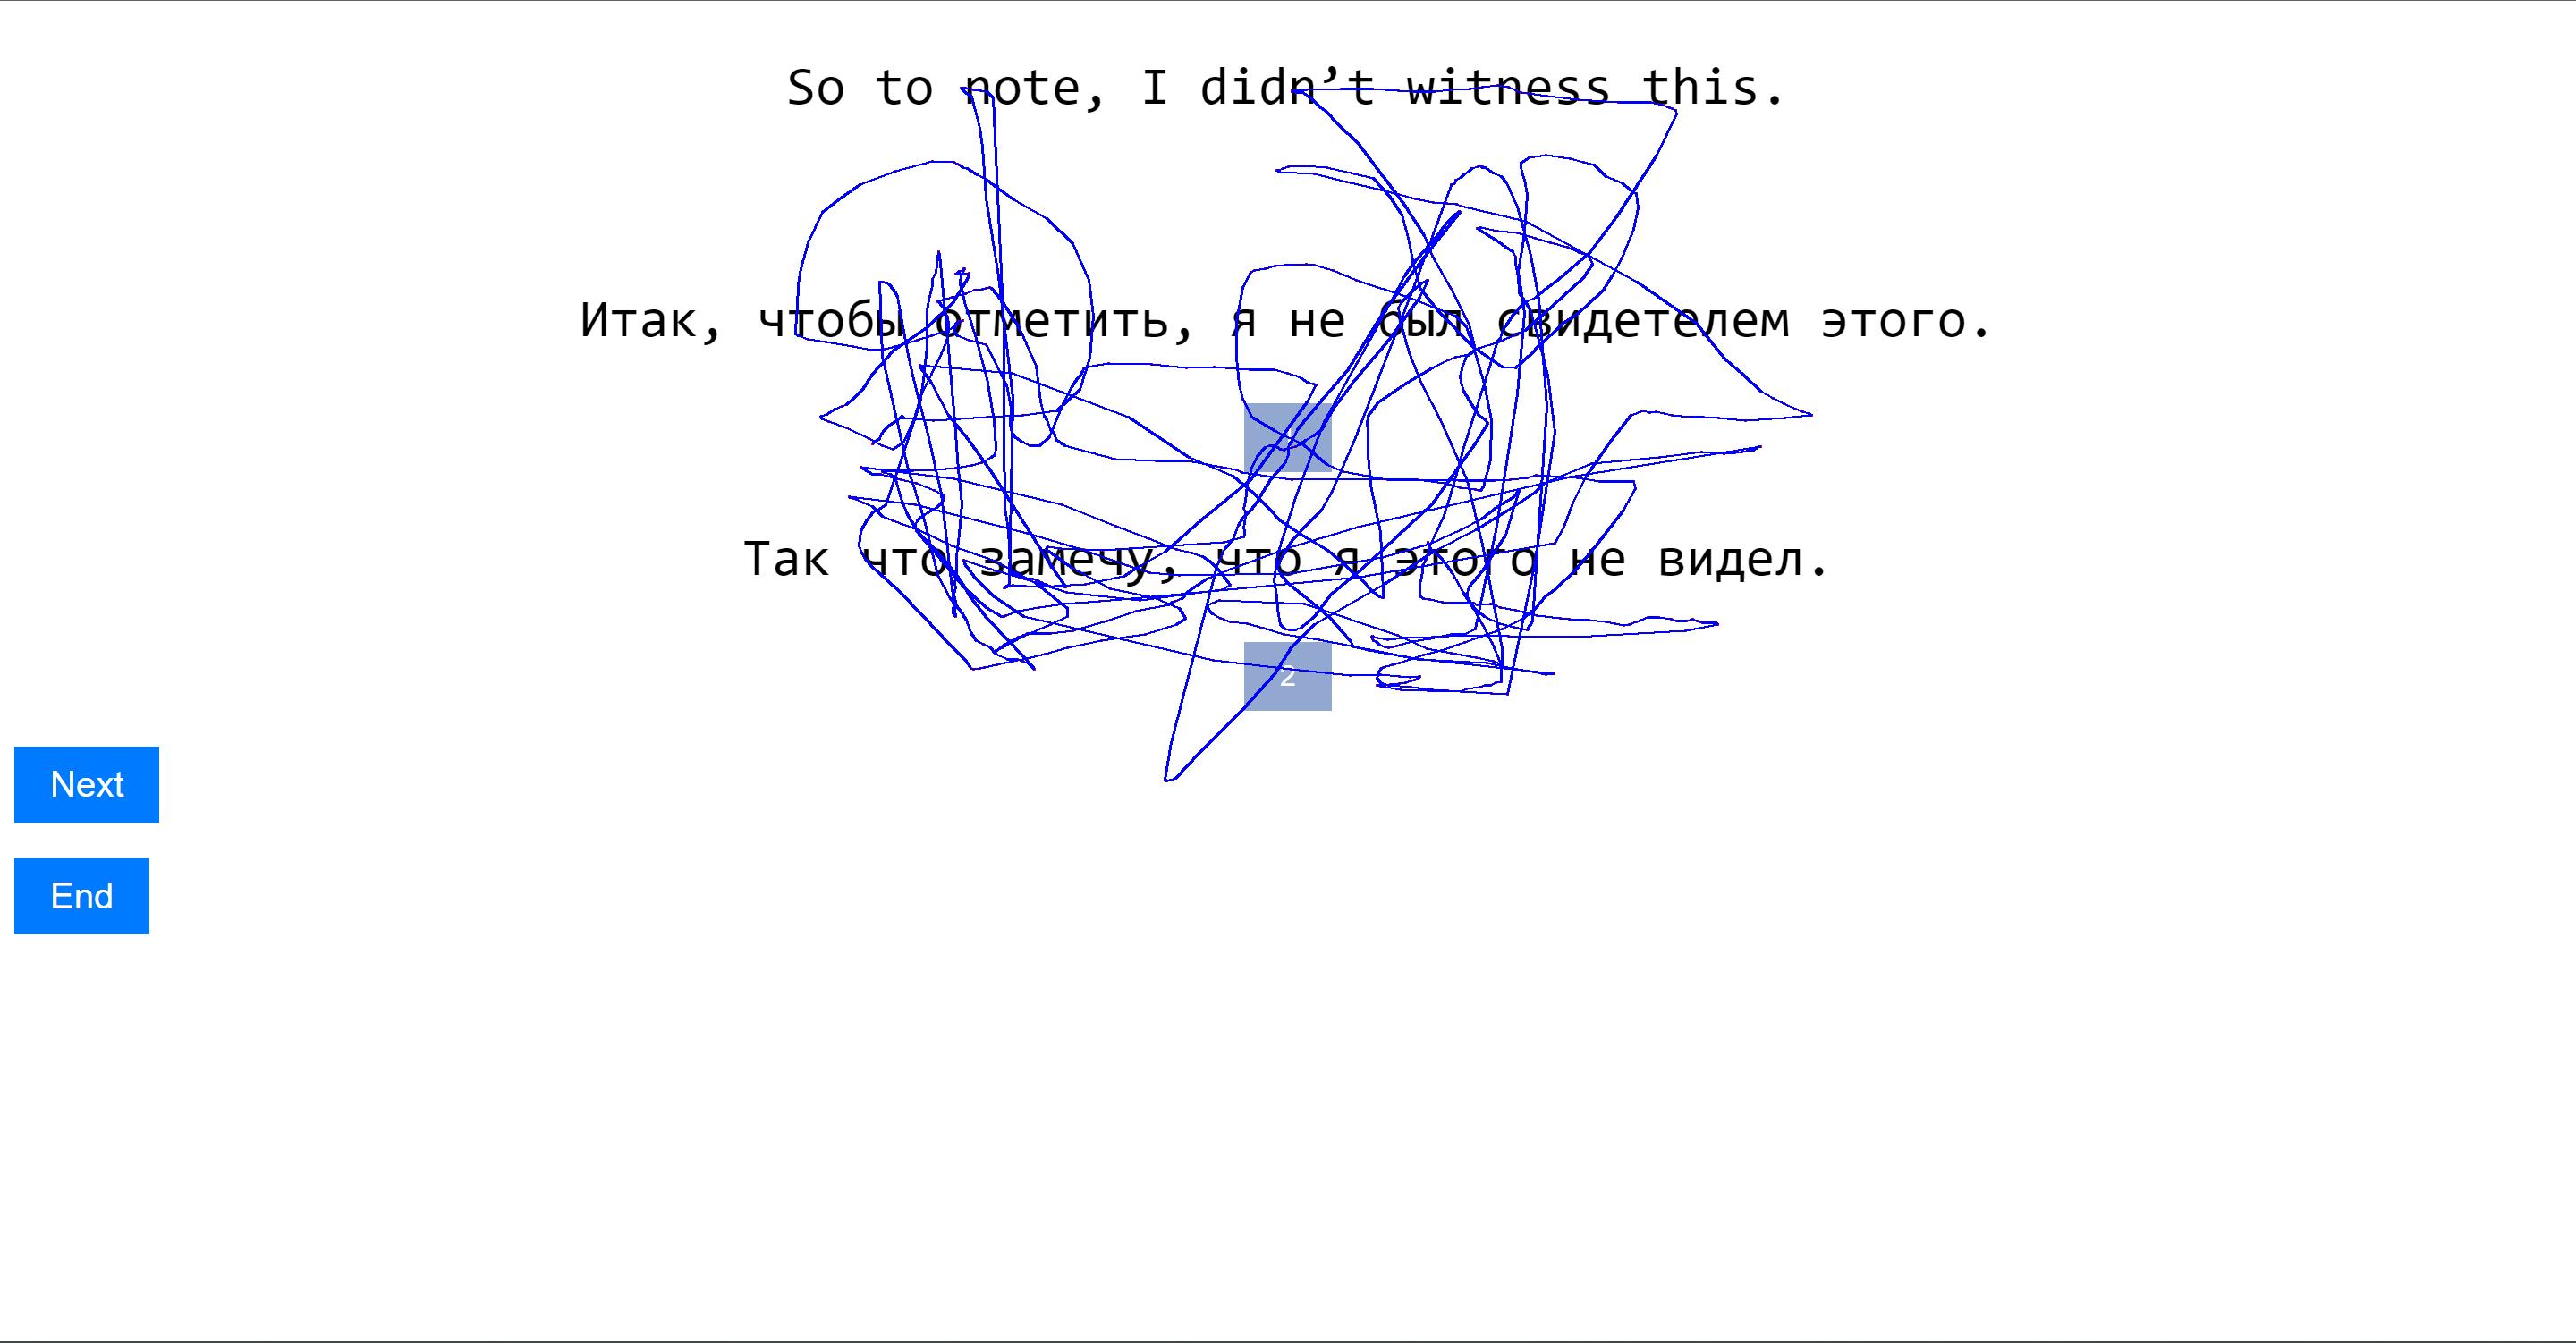 So to note, I didn’t witness this.
Итак, чтобы отметить, я не был свидетелем этого.
Так что замечу, что я этого не видел.
2
Next
End